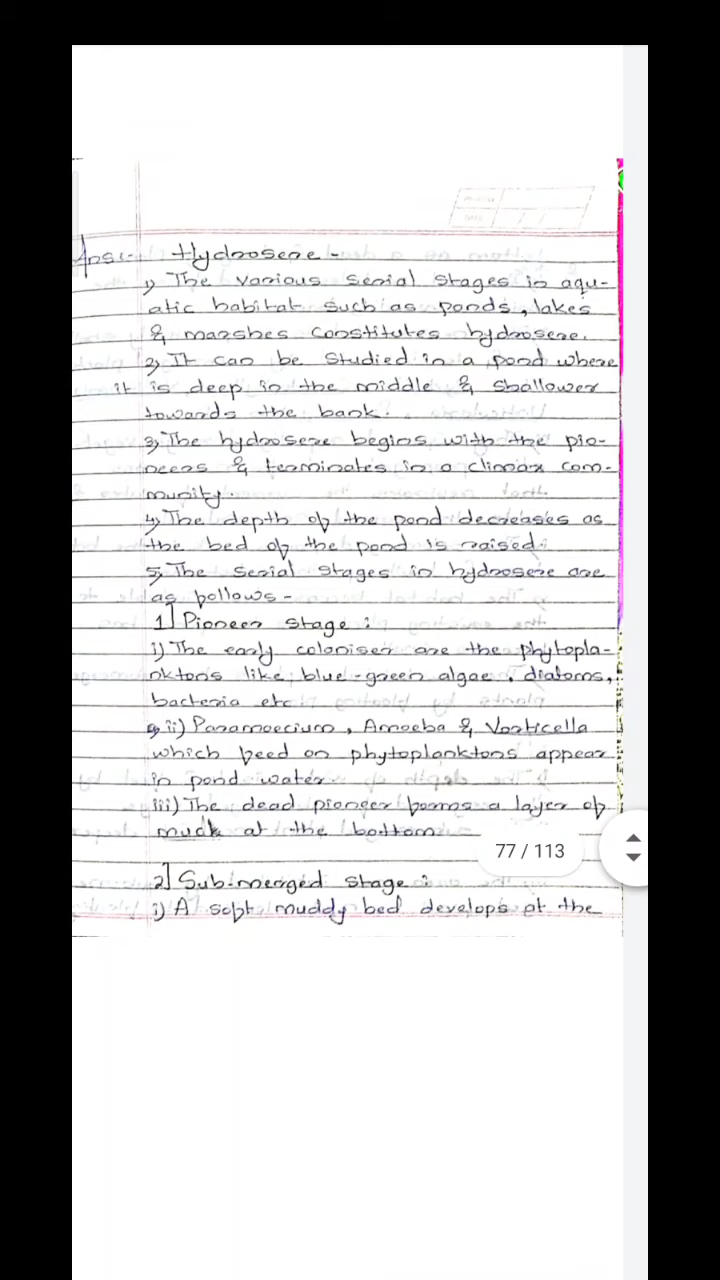 Ans:- Hydrosere -
1) The various serial stages in aqu-
atic habitat such as ponds, lakes
& marshes constitutes hydrosere.
2) It can be studied in a pond where
it is deep in the middle & shallower
towards the bank.
3) The hydrosere begins with the pio-
neers & terminates in a climax com-
munity.
4) The depth of the pond decreases as
the bed of the pond is raised.
5) The serial stages in hydrosere are
as follows -
1] Pioneer stage :
i) The early coloniser are the phytopla-
nktons like blue-green algae, diatoms,
bacteria etc.
ii) Paramoecium, Amoeba & Vorticella
which feed on phytoplanktons appear
in pond water.
iii) The dead pioneer forms a layer of
muck at the bottom
77 / 113
2] Sub-merged stage :
i) A soft muddy bed develops at the